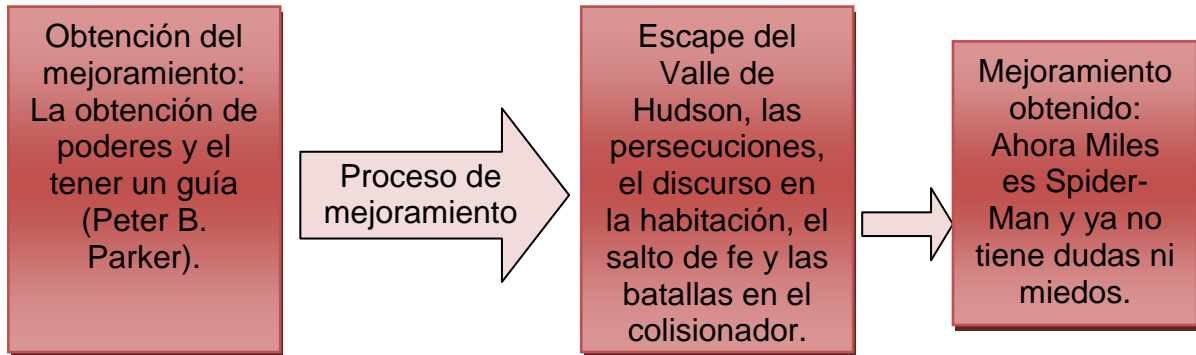 Obtención del
mejoramiento:
La obtención de
poderes y el
tener un guía
(Peter B.
Parker).
Proceso de
mejoramiento
Escape del
Valle de
Hudson, las
persecuciones,
el discurso en
la habitación, el
salto de fe y las
batallas en el
colisionador.
Mejoramiento
obtenido:
Ahora Miles
es Spider-
Man y ya no
tiene dudas ni
miedos.